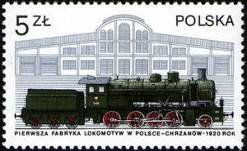 5 ZŁ POLSKA
PIERWSZA FABRYKA LOKOMOTYW W POLSCE-CHRZANÓW·1920 ROK